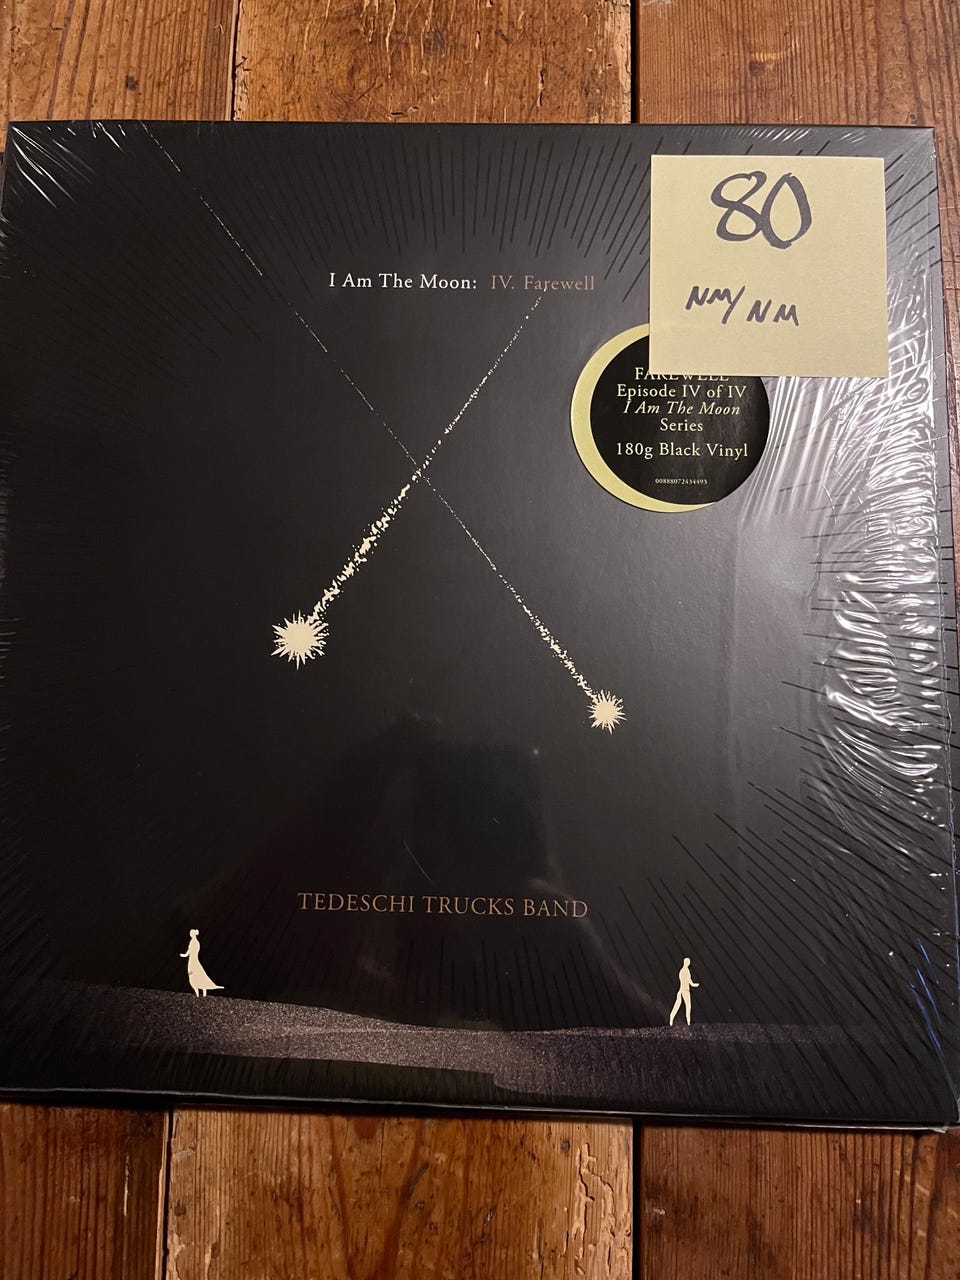 80
NM/NM
I Am The Moon: IV. Farewell
FAREWELL
Episode IV of IV
I Am The Moon
Series
180g Black Vinyl
00888072434493
TEDESCHI TRUCKS BAND